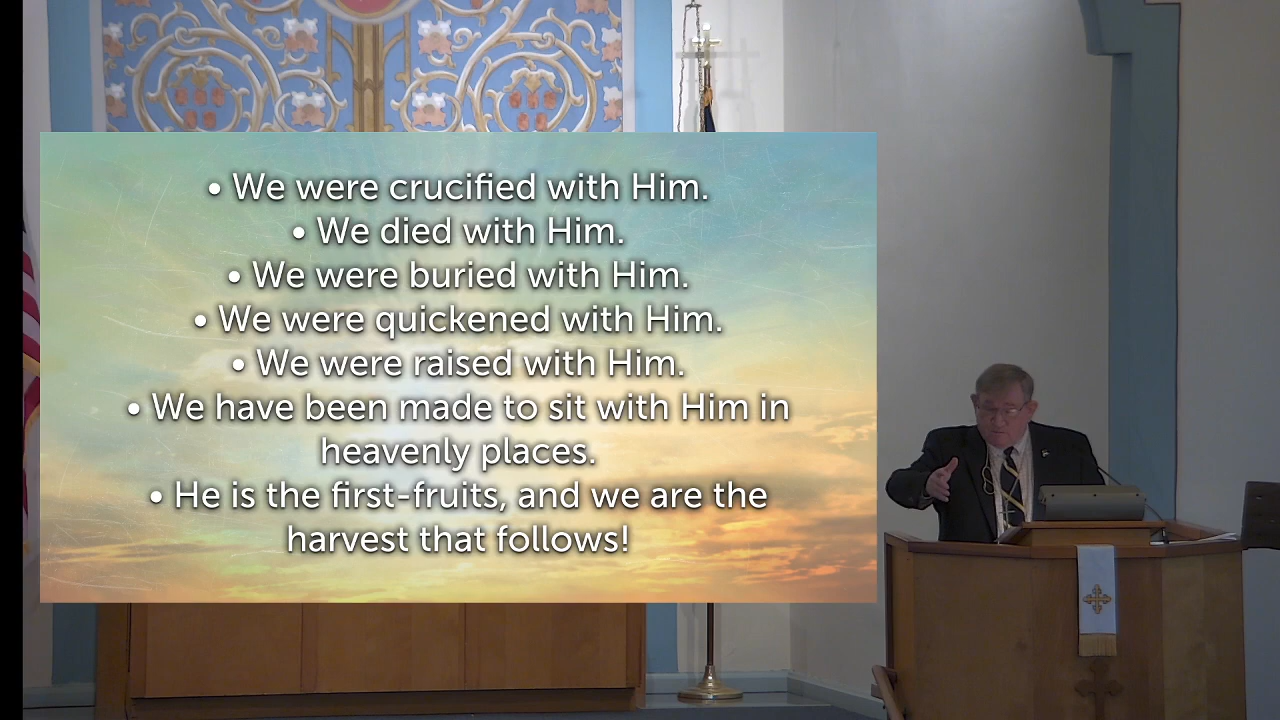 • We were crucified with Him.
• We died with Him.
• We were buried with Him.
• We were quickened with Him.
• We were raised with Him.
• We have been made to sit with Him in
heavenly places.
• He is the first-fruits, and we are the
harvest that follows!